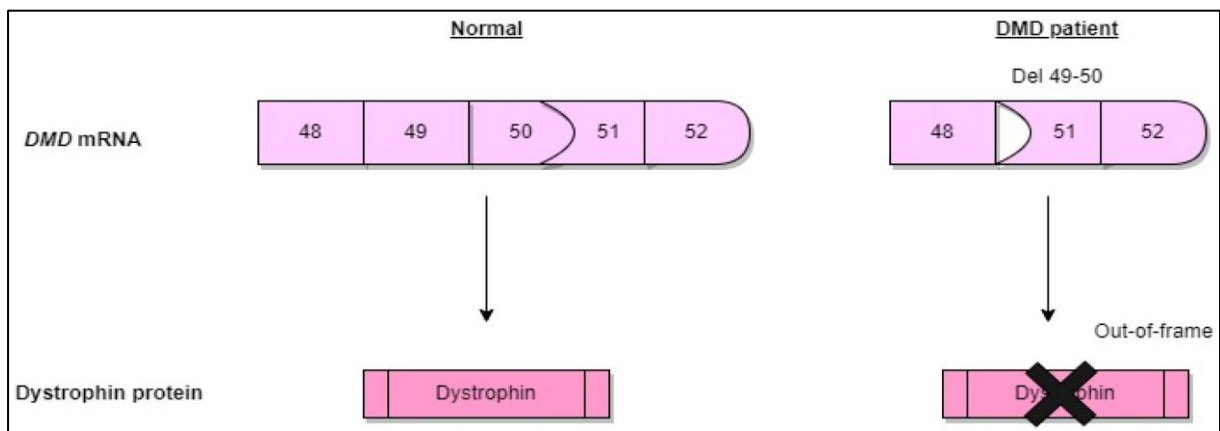 Normal
DMD patient
Del 49-50
DMD mRNA
48 49 50 51 52
48 51 52
Out-of-frame
Dystrophin protein
Dystrophin
Dystrophin